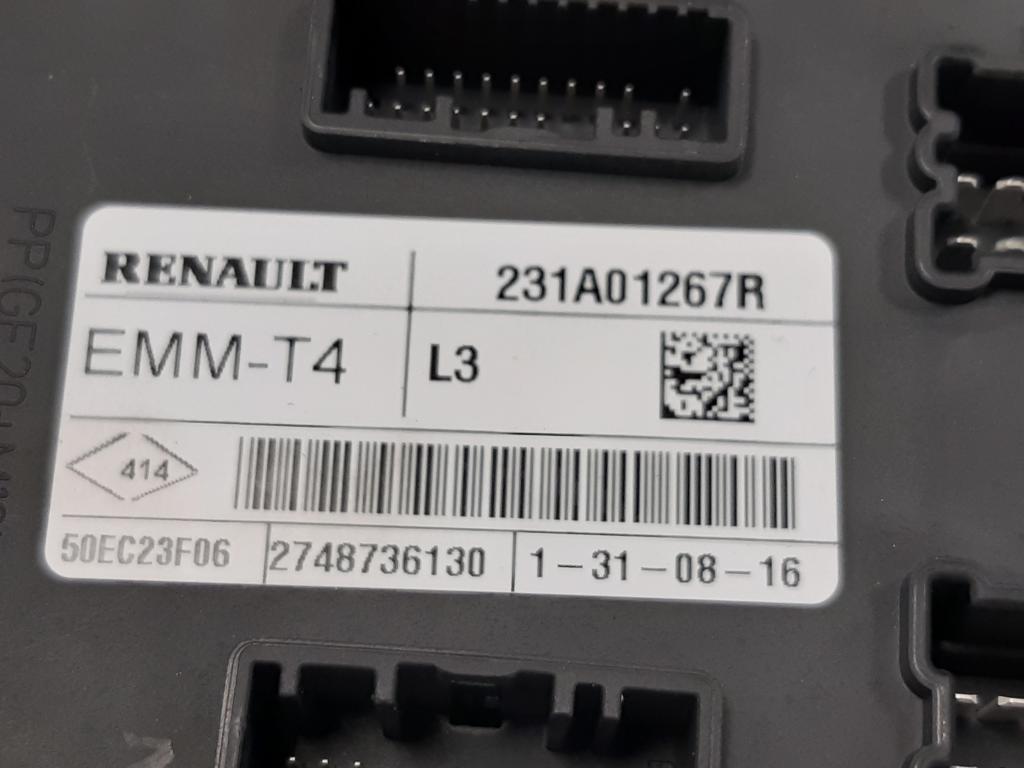 RENAULT 231A01267R
EMM-T4 L3
414
50EC23F06 2748736130 1-31-08-16